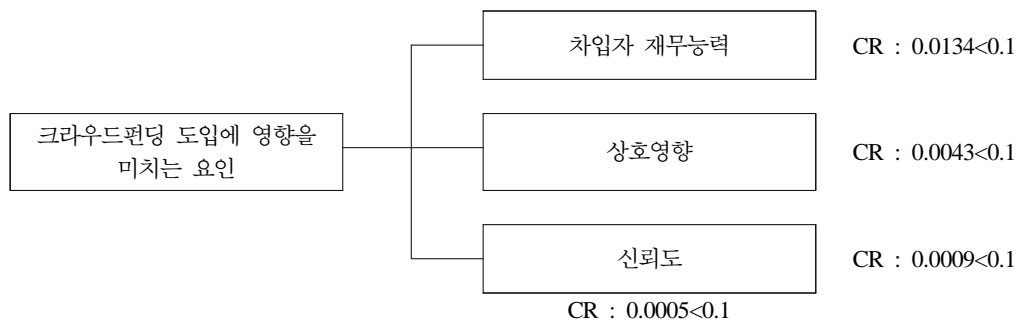 차입자 재무능력
CR : 0.0134<0.1
크라우드펀딩 도입에 영향을
미치는 요인
상호영향
CR : 0.0043<0.1
신뢰도
CR : 0.0009<0.1
CR : 0.0005<0.1